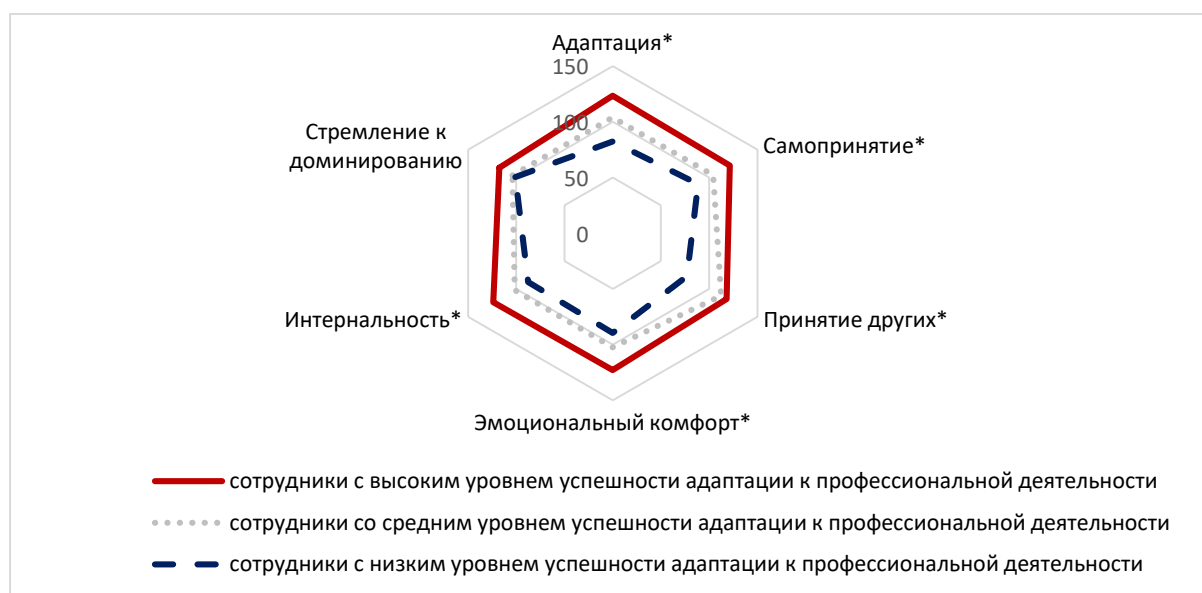 Адаптация*
150
100
50
0
Стремление к
доминированию
Самопринятие*
Интернальность*
Принятие других*
Эмоциональный комфорт*
сотрудники с высоким уровнем успешности адаптации к профессиональной деятельности
сотрудники со средним уровнем успешности адаптации к профессиональной деятельности
сотрудники с низким уровнем успешности адаптации к профессиональной деятельности